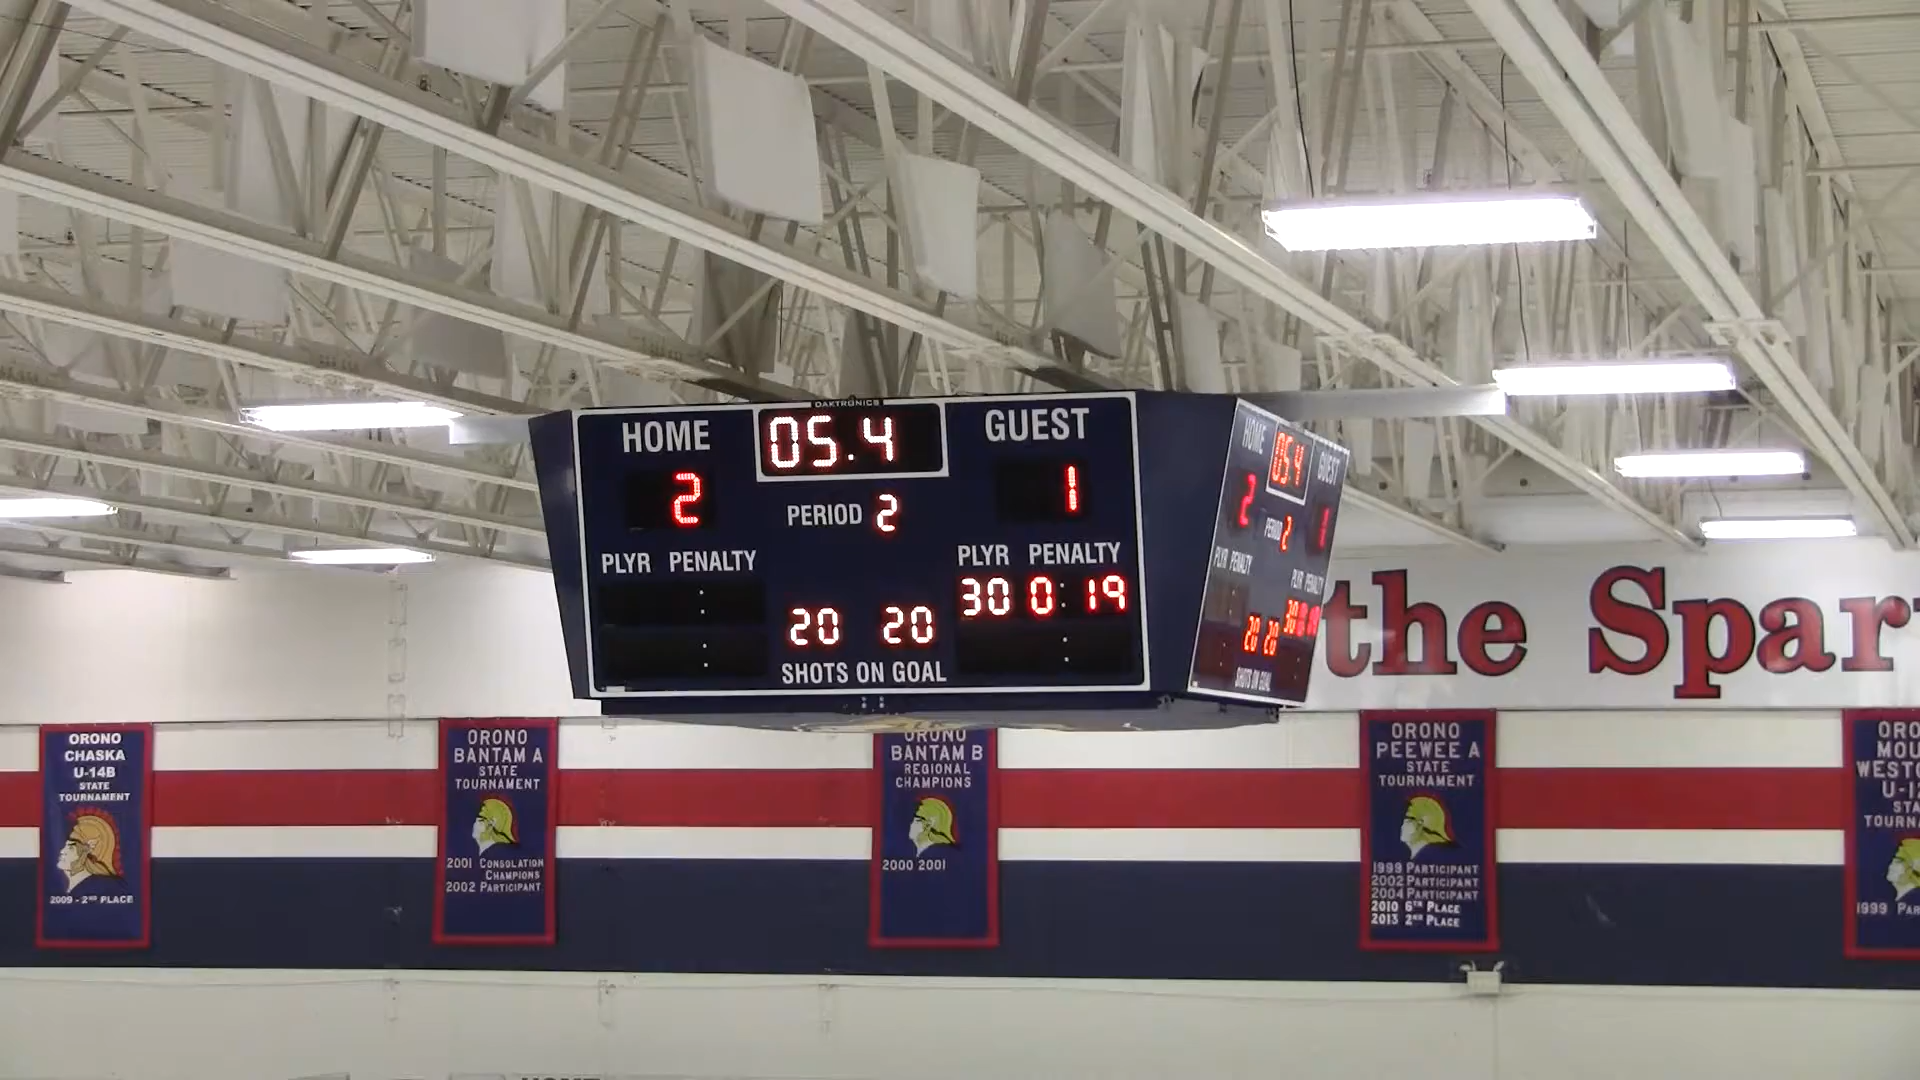 DAKTRONICS
HOME 05.4 GUEST
2 1
PERIOD 2
PLYR PENALTY PLYR PENALTY
30 0:19
20 20
SHOTS ON GOAL
HOME 05.4 GUEST
2 1
PERIOD 2
PLYR PENALTY PLYR PENALTY
30
20 20
SHOTS ON GOAL
the Spar
ORONO
CHASKA
U-14B
STATE
TOURNAMENT
2009 - 2ND PLACE
ORONO
BANTAM A
STATE
TOURNAMENT
2001 CONSOLATION
CHAMPIONS
2002 PARTICIPANT
ORONO
BANTAM B
REGIONAL
CHAMPIONS
2000 2001
ORONO
PEEWEE A
STATE
TOURNAMENT
1999 PARTICIPANT
2002 PARTICIPANT
2004 PARTICIPANT
2010 6TH PLACE
2013 2ND PLACE
ORO
MOU
WESTO
U-12
STA
TOURNA
1999 PAR